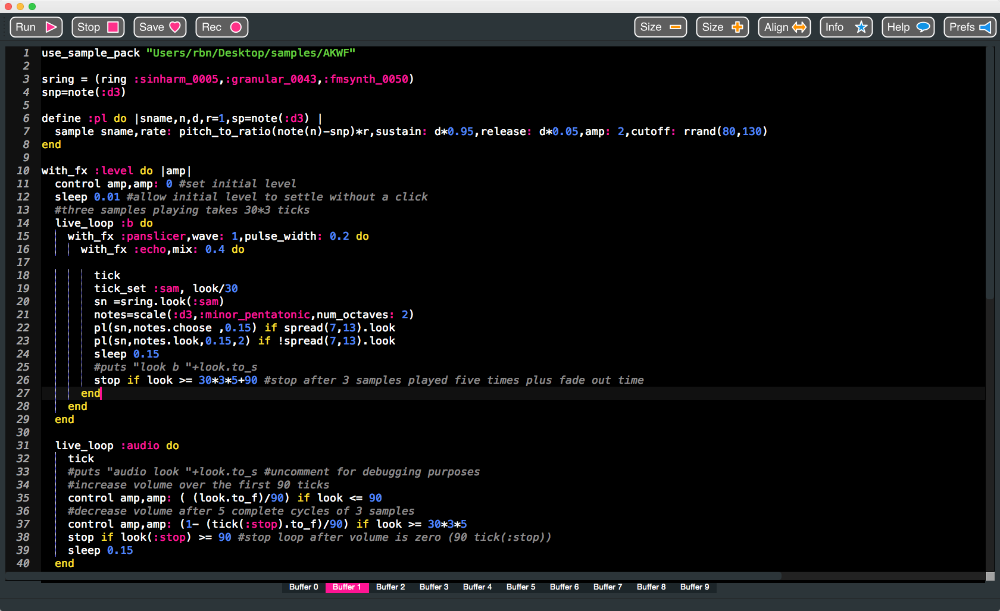 Run Stop Save Rec Size Size Align Info Help Prefs
1 use_sample_pack "Users/rbn/Desktop/samples/AKWF"
2
3 sring = (ring :sinharm_0005,:granular_0043,:fmsynth_0050)
4 snp=note(:d3)
5
6 define :pl do |sname,n,d,r=1,sp=note(:d3) |
7   sample sname,rate: pitch_to_ratio(note(n)-snp)*r,sustain: d*0.95,release: d*0.05,amp: 2,cutoff: rrand(80,130)
8 end
9
10 with_fx :level do |amp|
11   control amp,amp: 0 #set initial level
12   sleep 0.01 #allow initial level to settle without a click
13   #three samples playing takes 30*3 ticks
14   live_loop :b do
15     with_fx :panslicer,wave: 1,pulse_width: 0.2 do
16       with_fx :echo,mix: 0.4 do
17
18         tick
19         tick_set :sam, look/30
20         sn =sring.look(:sam)
21         notes=scale(:d3,:minor_pentatonic,num_octaves: 2)
22         pl(sn,notes.choose ,0.15) if spread(7,13).look
23         pl(sn,notes.look,0.15,2) if !spread(7,13).look
24         sleep 0.15
25         #puts "look b "+look.to_s
26         stop if look >= 30*3*5+90 #stop after 3 samples played five times plus fade out time
27       end
28     end
29   end
30
31   live_loop :audio do
32     tick
33     #puts "audio look "+look.to_s #uncomment for debugging purposes
34     #increase volume over the first 90 ticks
35     control amp,amp: ( (look.to_f)/90) if look <= 90
36     #decrease volume after 5 complete cycles of 3 samples
37     control amp,amp: (1- (tick(:stop).to_f)/90) if look >= 30*3*5
38     stop if look(:stop) >= 90 #stop loop after volume is zero (90 tick(:stop))
39     sleep 0.15
40   end
Buffer 0 Buffer 1 Buffer 2 Buffer 3 Buffer 4 Buffer 5 Buffer 6 Buffer 7 Buffer 8 Buffer 9